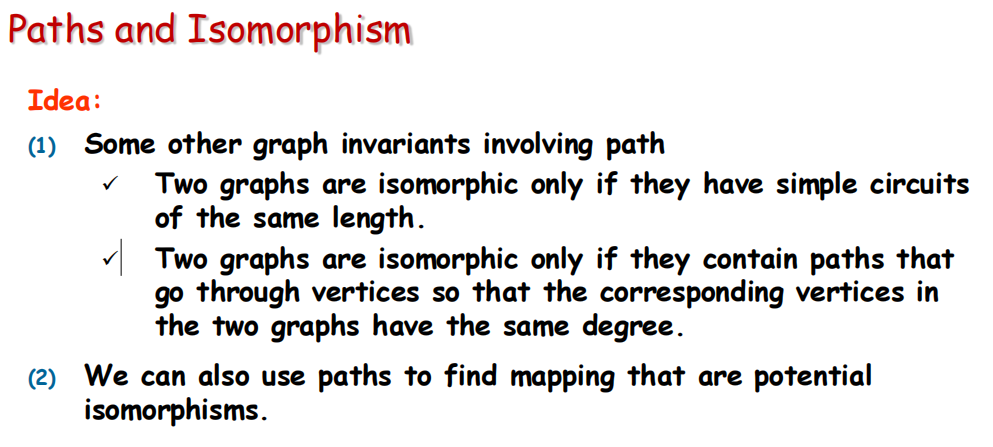 Paths and Isomorphism
Idea:
(1) Some other graph invariants involving path
✓ Two graphs are isomorphic only if they have simple circuits
of the same length.
✓ Two graphs are isomorphic only if they contain paths that
go through vertices so that the corresponding vertices in
the two graphs have the same degree.
(2) We can also use paths to find mapping that are potential
isomorphisms.